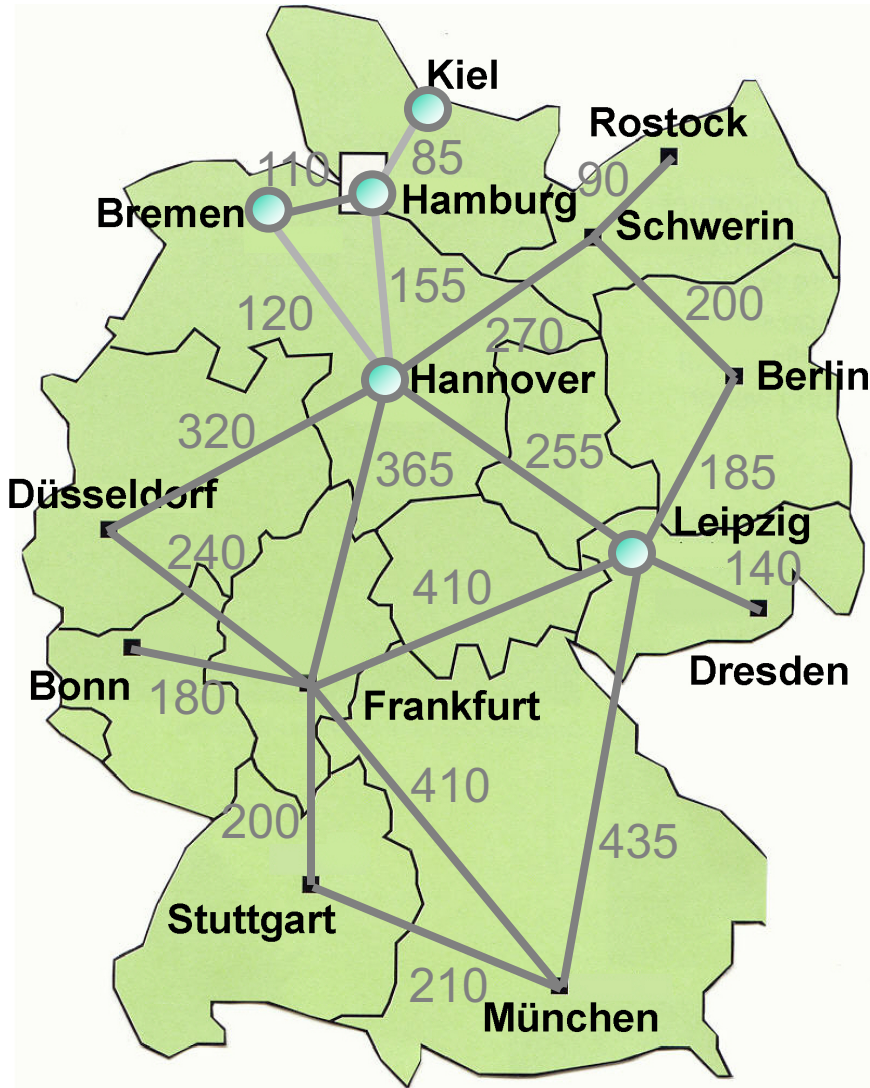 Kiel
Rostock
110
85
90
Bremen
Hamburg
Schwerin
155
200
120
270
Hannover
Berlin
320
365
255
185
Düsseldorf
Leipzig
240
410
140
Bonn
180
Dresden
Frankfurt
410
200
435
Stuttgart
210
München